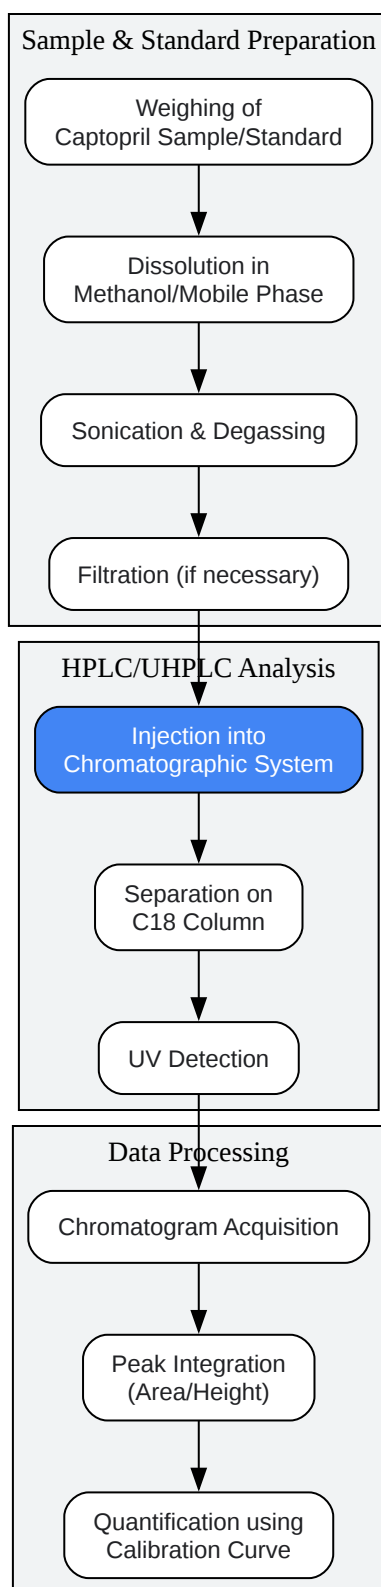 Sample & Standard Preparation
Weighing of
Captopril Sample/Standard
Dissolution in
Methanol/Mobile Phase
Sonication & Degassing
Filtration (if necessary)
HPLC/UHPLC Analysis
Injection into
Chromatographic System
Separation on
C18 Column
UV Detection
Data Processing
Chromatogram Acquisition
Peak Integration
(Area/Height)
Quantification using
Calibration Curve